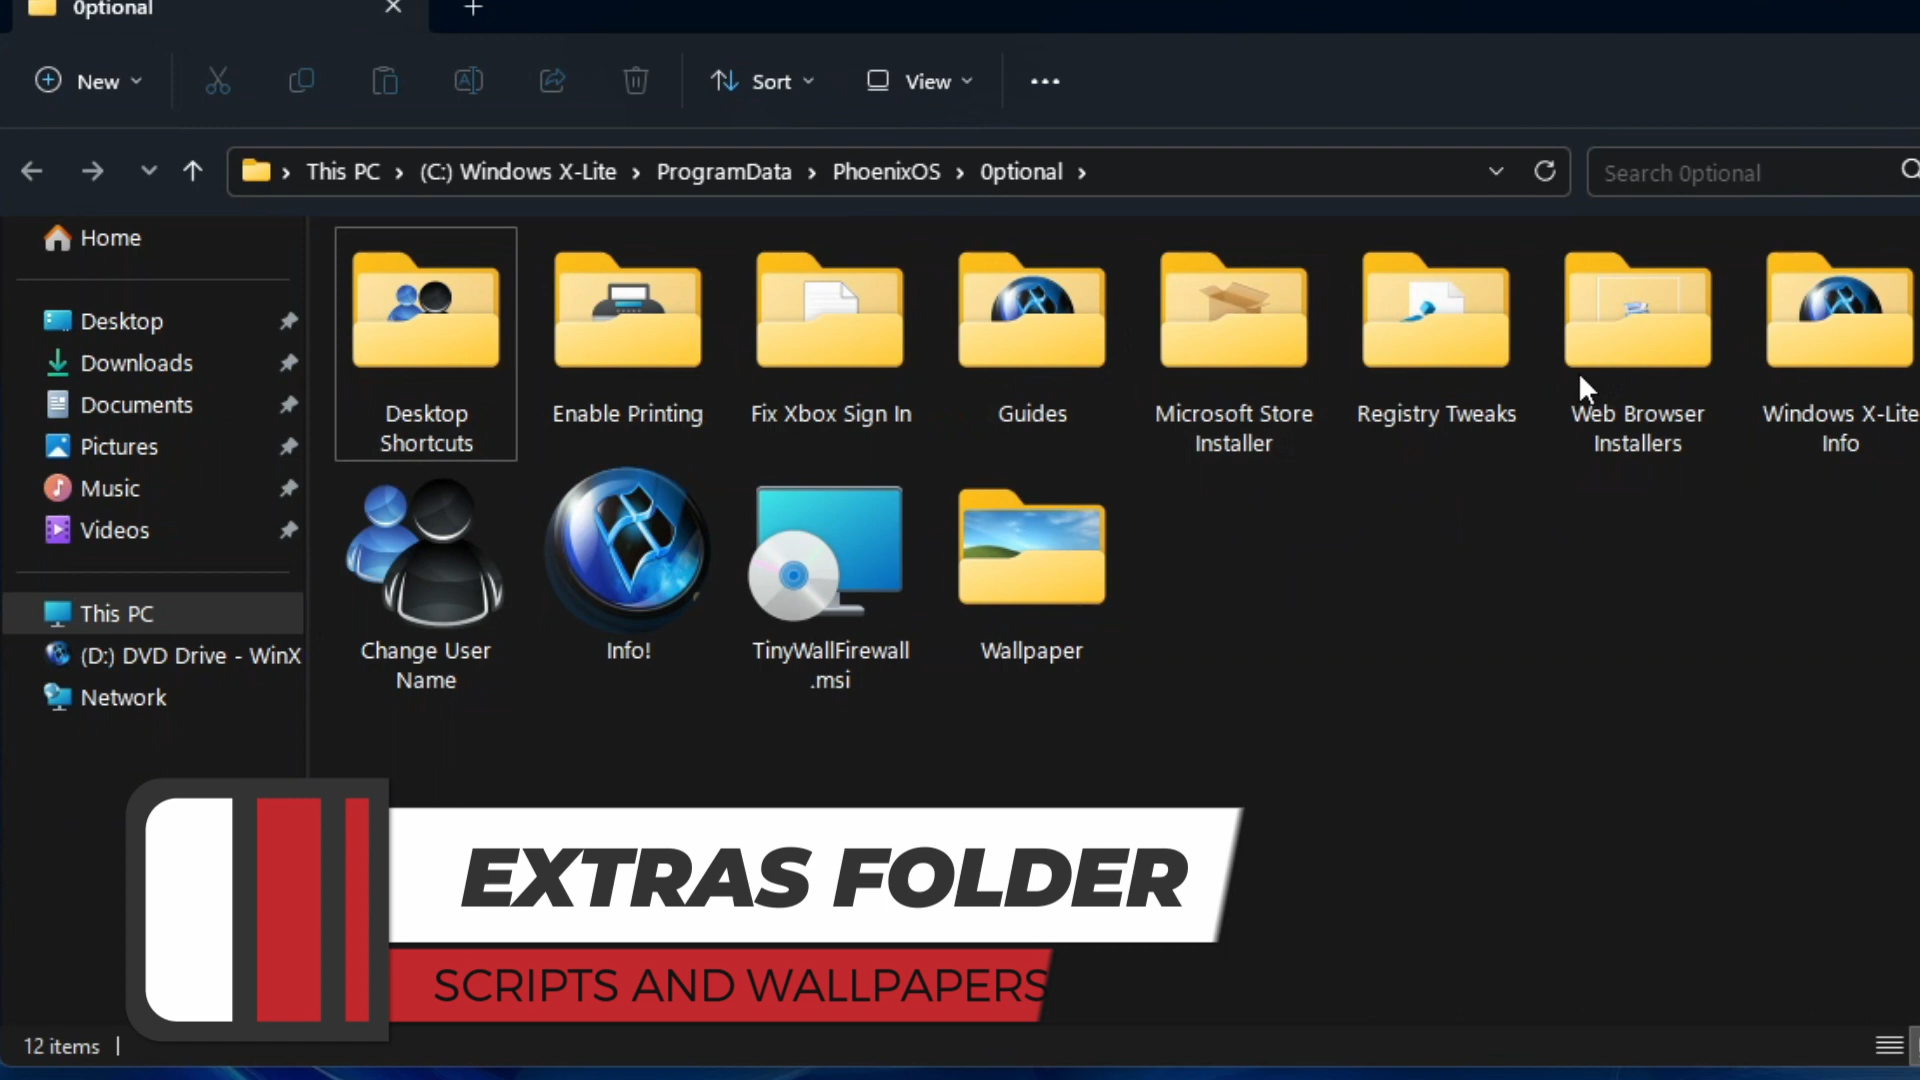 0ptional
New
Sort
View
This PC > (C:) Windows X-Lite > ProgramData > PhoenixOS > 0ptional >
Search 0ptional
Home
Desktop
Downloads
Documents
Pictures
Music
Videos
This PC
(D:) DVD Drive - WinX
Network
Desktop
Shortcuts
Enable Printing
Fix Xbox Sign In
Guides
Microsoft Store
Installer
Registry Tweaks
Web Browser
Installers
Windows X-Lite
Info
Change User
Name
Info!
TinyWallFirewall
.msi
Wallpaper
EXTRAS FOLDER
SCRIPTS AND WALLPAPERS
12 items